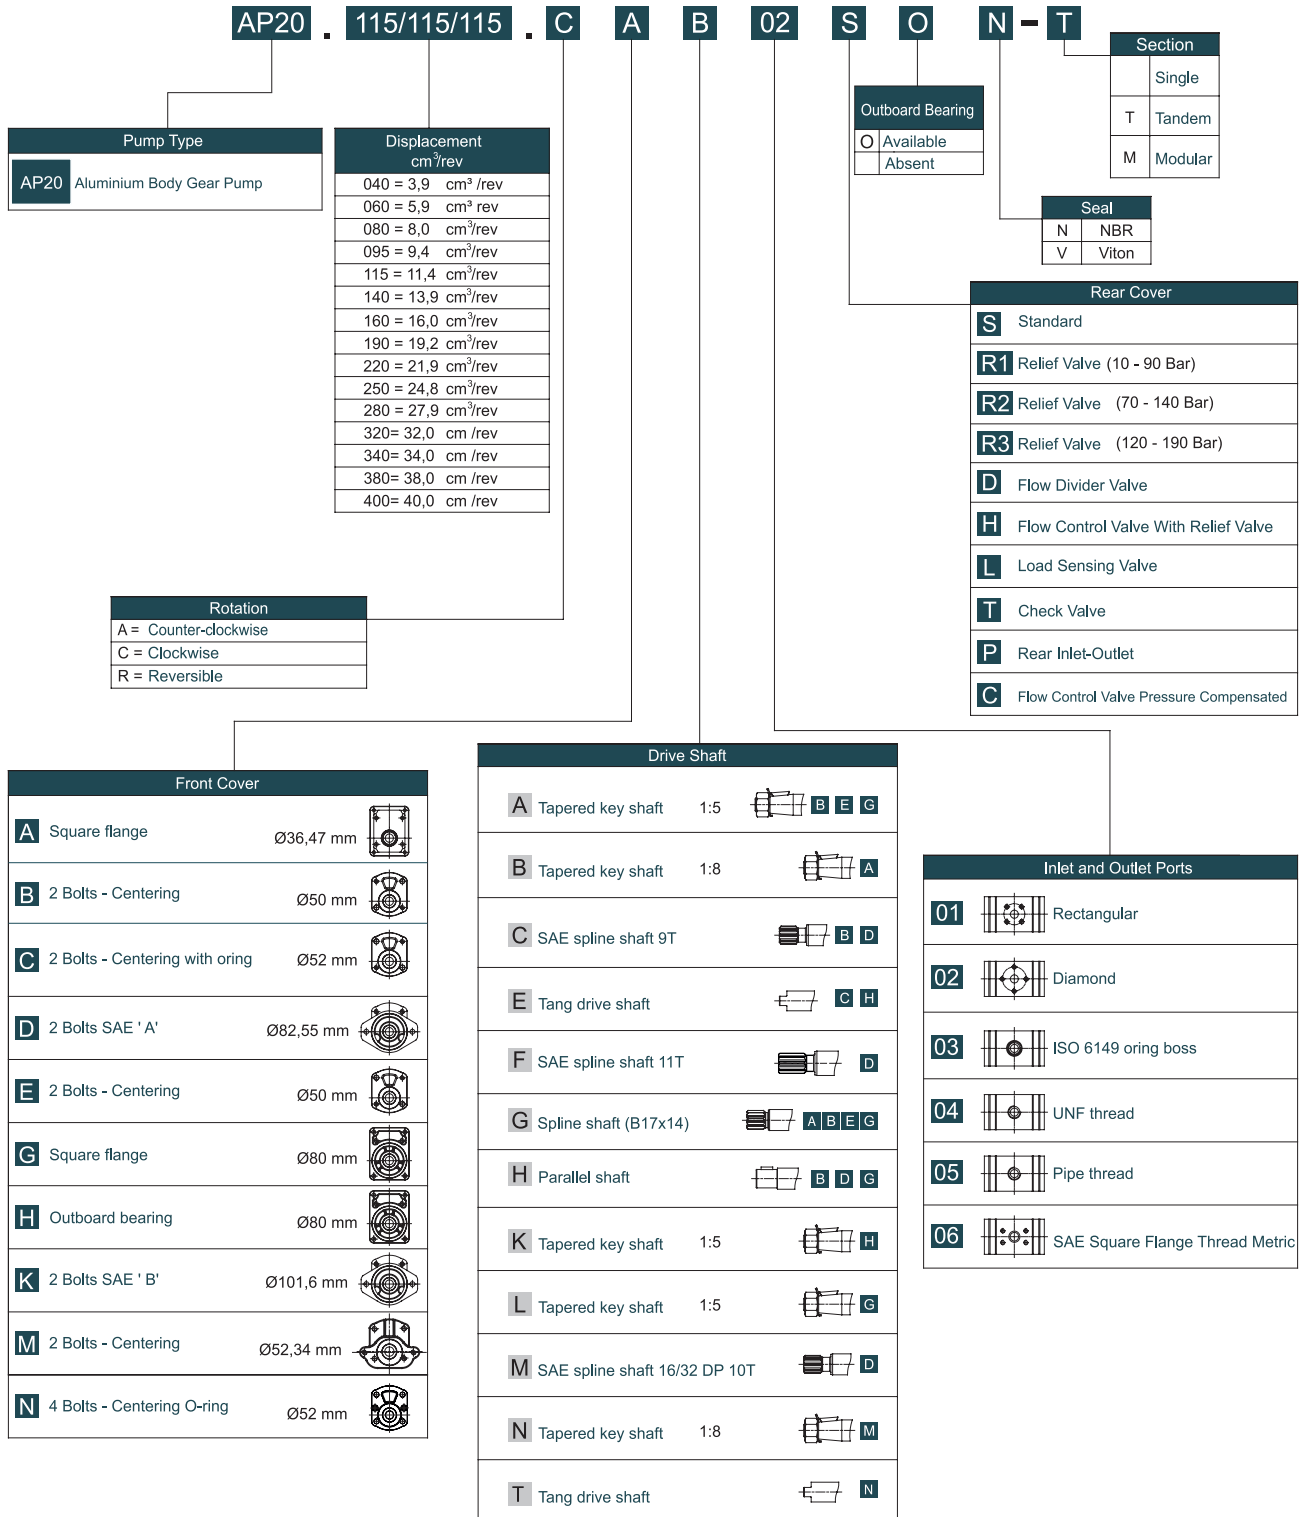 AP20 . 115/115/115 . C A B 02 S O N - T
Section
Single
T Tandem
M Modular
Outboard Bearing
O Available
Absent
Pump Type
AP20 Aluminium Body Gear Pump
Displacement
cm³/rev
040 = 3,9 cm³ /rev
060 = 5,9 cm³ rev
080 = 8,0 cm³/rev
095 = 9,4 cm³/rev
115 = 11,4 cm³/rev
140 = 13,9 cm³/rev
160 = 16,0 cm³/rev
190 = 19,2 cm³/rev
220 = 21,9 cm³/rev
250 = 24,8 cm³/rev
280 = 27,9 cm³/rev
320= 32,0 cm /rev
340= 34,0 cm /rev
380= 38,0 cm /rev
400= 40,0 cm /rev
Seal
N NBR
V Viton
Rear Cover
S Standard
R1 Relief Valve (10 - 90 Bar)
R2 Relief Valve (70 - 140 Bar)
R3 Relief Valve (120 - 190 Bar)
D Flow Divider Valve
H Flow Control Valve With Relief Valve
L Load Sensing Valve
T Check Valve
P Rear Inlet-Outlet
C Flow Control Valve Pressure Compensated
Rotation
A = Counter-clockwise
C = Clockwise
R = Reversible
Front Cover
A Square flange Ø36,47 mm
B 2 Bolts - Centering Ø50 mm
C 2 Bolts - Centering with oring Ø52 mm
D 2 Bolts SAE ' A' Ø82,55 mm
E 2 Bolts - Centering Ø50 mm
G Square flange Ø80 mm
H Outboard bearing Ø80 mm
K 2 Bolts SAE ' B' Ø101,6 mm
M 2 Bolts - Centering Ø52,34 mm
N 4 Bolts - Centering O-ring Ø52 mm
Drive Shaft
A Tapered key shaft 1:5 B E G
B Tapered key shaft 1:8 A
C SAE spline shaft 9T B D
E Tang drive shaft C H
F SAE spline shaft 11T D
G Spline shaft (B17x14) A B E G
H Parallel shaft B D G
K Tapered key shaft 1:5 H
L Tapered key shaft 1:5 G
M SAE spline shaft 16/32 DP 10T D
N Tapered key shaft 1:8 M
T Tang drive shaft N
Inlet and Outlet Ports
01 Rectangular
02 Diamond
03 ISO 6149 oring boss
04 UNF thread
05 Pipe thread
06 SAE Square Flange Thread Metric